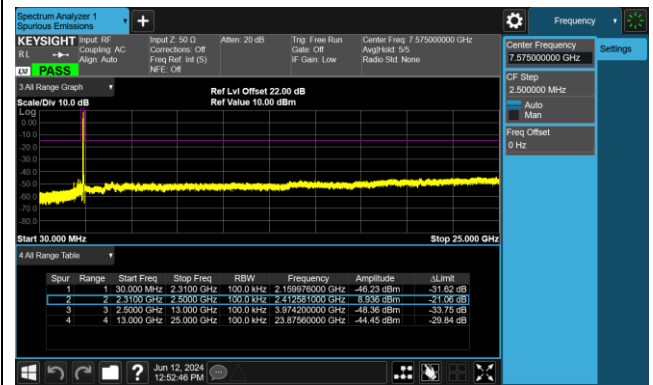 Spectrum Analyzer 1
Spurious Emissions
Frequency
KEYSIGHT Input: RF
Coupling: AC
Align: Auto
Input Z: 50 Ω
Corrections: Off
Freq Ref: Int (S)
NFE: Off
Atten: 20 dB
Trig: Free Run
Gate: Off
IF Gain: Low
Center Freq: 7.575000000 GHz
Avg|Hold: 5/5
Radio Std: None
R L
LXI PASS
Center Frequency
7.575000000 GHz
Settings
CF Step
2.500000 MHz
Auto
Man
Freq Offset
0 Hz
3 All Range Graph
Scale/Div 10.0 dB
Ref Lvl Offset 22.00 dB
Ref Value 10.00 dBm
Log
0.00
-10.0
-20.0
-30.0
-40.0
-50.0
-60.0
-70.0
-80.0
Start 30.000 MHz Stop 25.000 GHz
4 All Range Table
Spur Range Start Freq Stop Freq RBW Frequency Amplitude ΔLimit
1 1 30.000 MHz 2.3100 GHz 100.0 kHz 2.159976000 GHz -46.23 dBm -31.62 dB
2 2 2.3100 GHz 2.5000 GHz 100.0 kHz 2.412581000 GHz 8.936 dBm -21.06 dB
3 3 2.5000 GHz 13.000 GHz 100.0 kHz 3.974200000 GHz -48.36 dBm -33.75 dB
4 4 13.000 GHz 25.000 GHz 100.0 kHz 23.87560000 GHz -44.45 dBm -29.84 dB
? Jun 12, 2024
12:52:46 PM